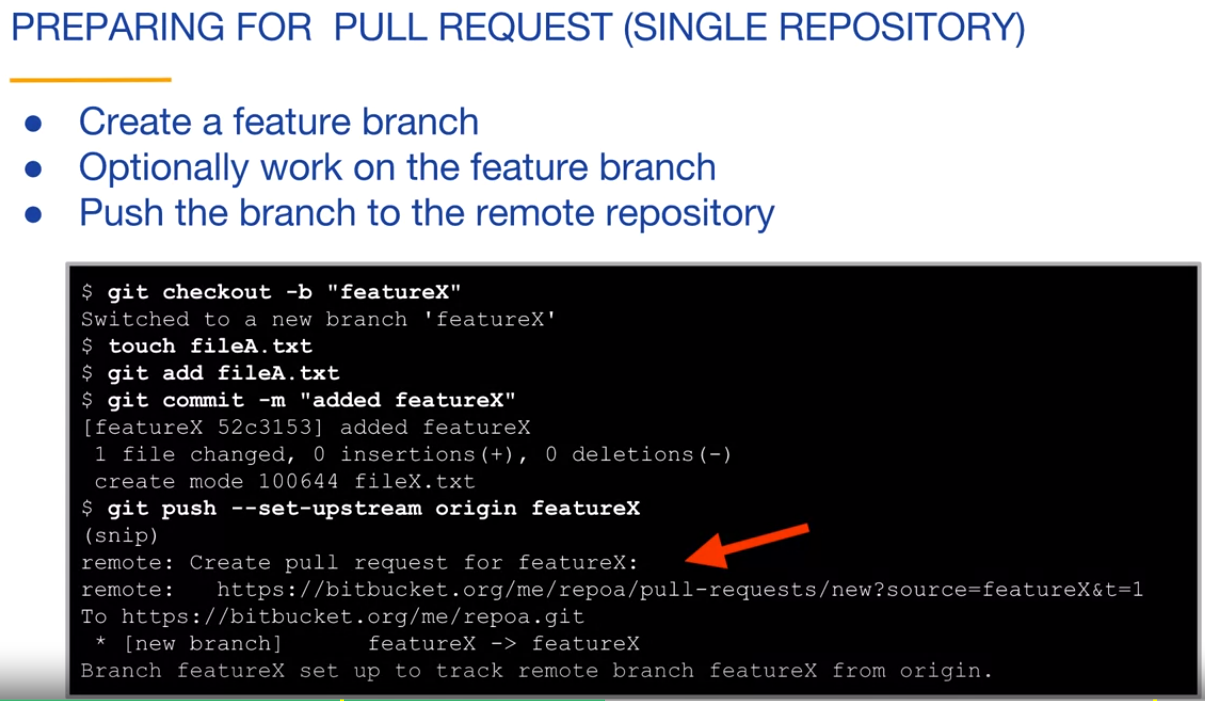 PREPARING FOR PULL REQUEST (SINGLE REPOSITORY)
● Create a feature branch
● Optionally work on the feature branch
● Push the branch to the remote repository
$ git checkout -b "featureX"
Switched to a new branch 'featureX'
$ touch fileA.txt
$ git add fileA.txt
$ git commit -m "added featureX"
[featureX 52c3153] added featureX
 1 file changed, 0 insertions(+), 0 deletions(-)
 create mode 100644 fileX.txt
$ git push --set-upstream origin featureX
(snip)
remote: Create pull request for featureX:
remote:   https://bitbucket.org/me/repoa/pull-requests/new?source=featureX&t=1
To https://bitbucket.org/me/repoa.git
 * [new branch]      featureX -> featureX
Branch featureX set up to track remote branch featureX from origin.